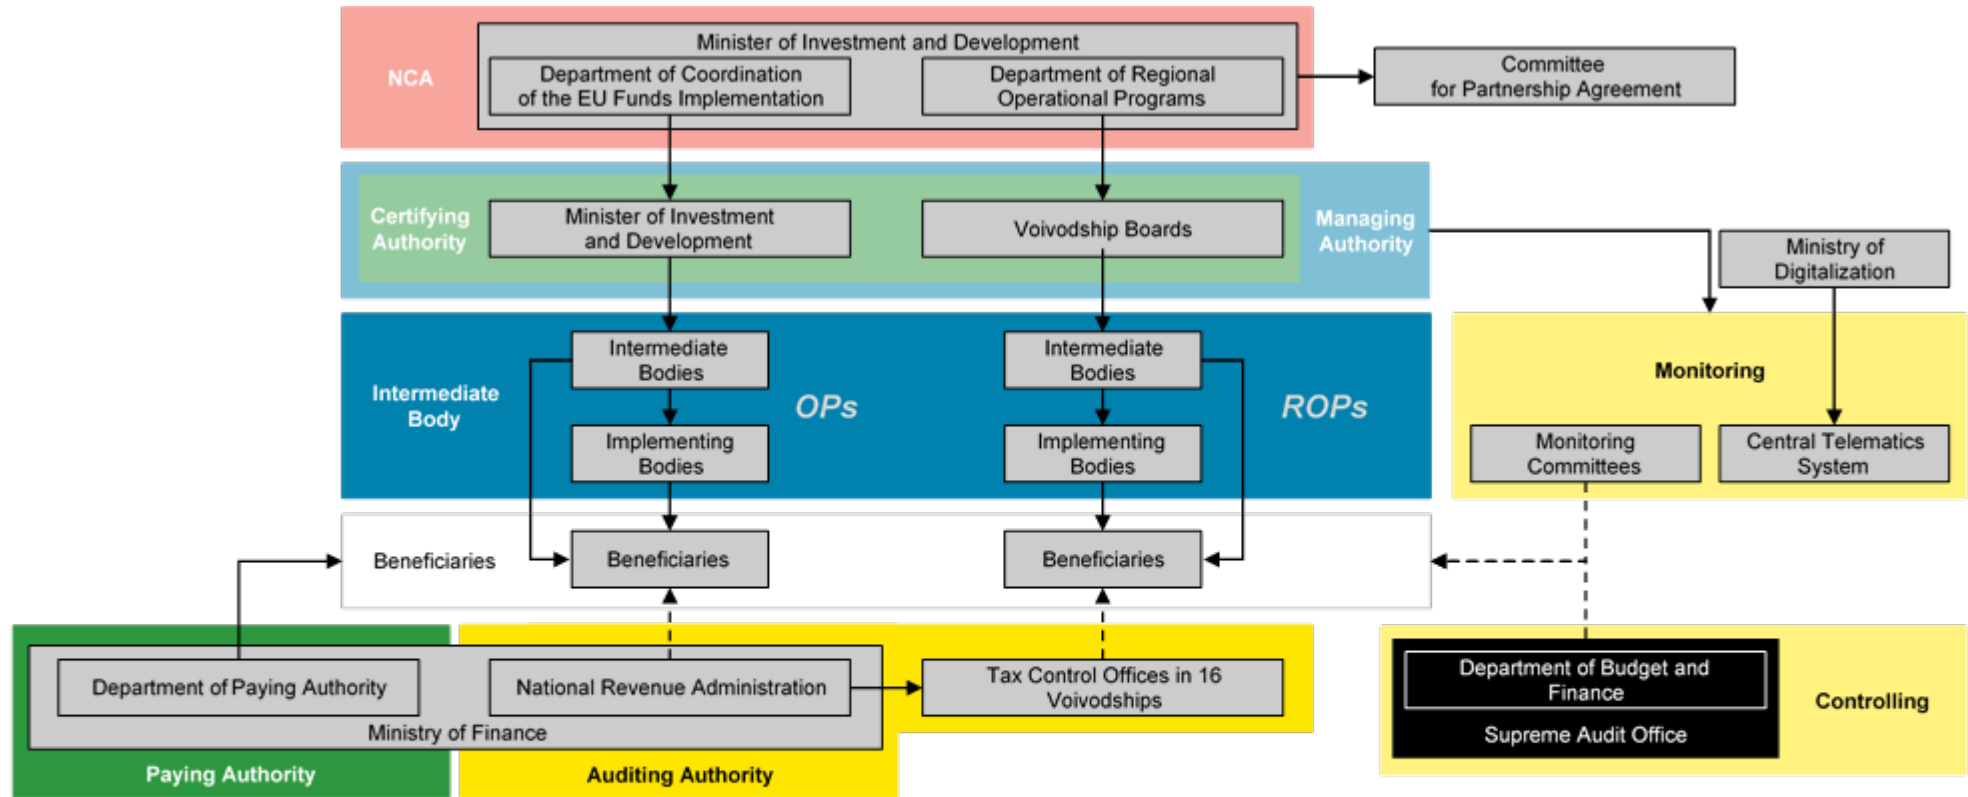 Minister of Investment and Development
NCA
Department of Coordination
of the EU Funds Implementation
Department of Regional
Operational Programs
Committee
for Partnership Agreement
Certifying
Authority
Minister of Investment
and Development
Voivodship Boards
Managing
Authority
Ministry of
Digitalization
Intermediate
Body
Intermediate
Bodies
OPs
Intermediate
Bodies
ROPs
Implementing
Bodies
Implementing
Bodies
Monitoring
Monitoring
Committees
Central Telematics
System
Beneficiaries
Beneficiaries
Beneficiaries
Department of Paying Authority
National Revenue Administration
Ministry of Finance
Tax Control Offices in 16
Voivodships
Department of Budget and
Finance
Supreme Audit Office
Controlling
Paying Authority
Auditing Authority